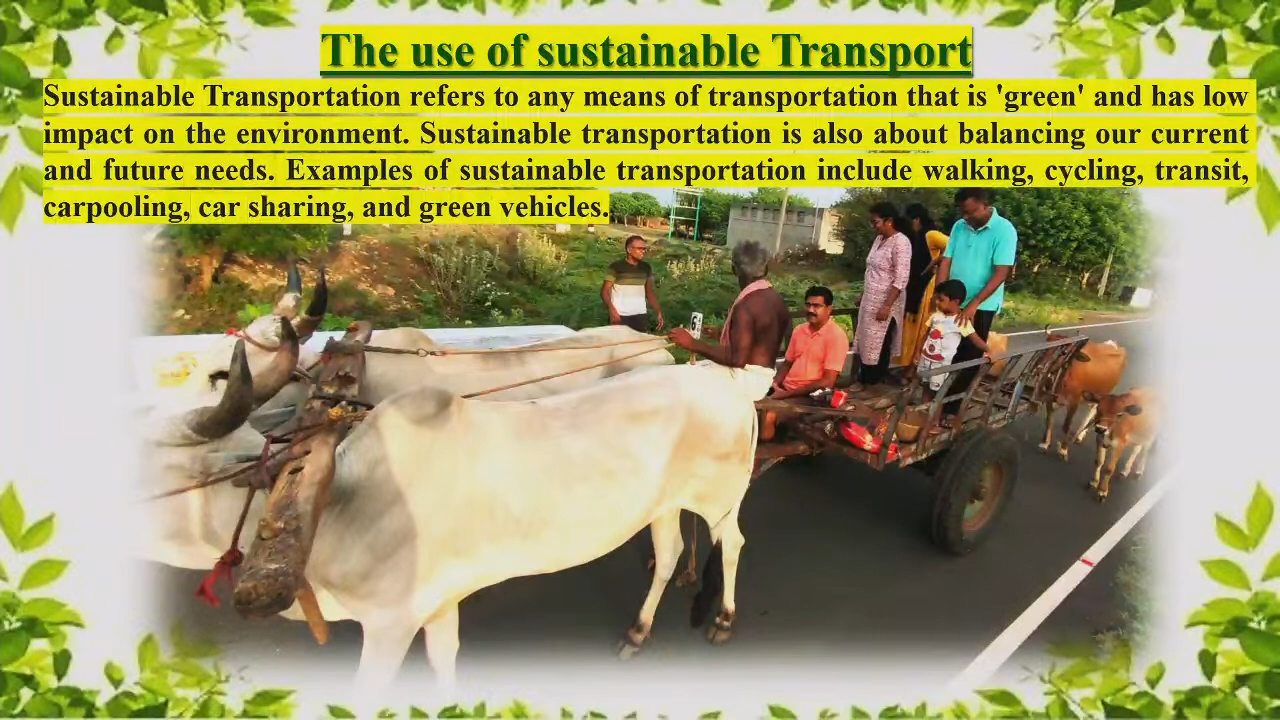 The use of sustainable Transport
Sustainable Transportation refers to any means of transportation that is 'green' and has low
impact on the environment. Sustainable transportation is also about balancing our current
and future needs. Examples of sustainable transportation include walking, cycling, transit,
carpooling, car sharing, and green vehicles.